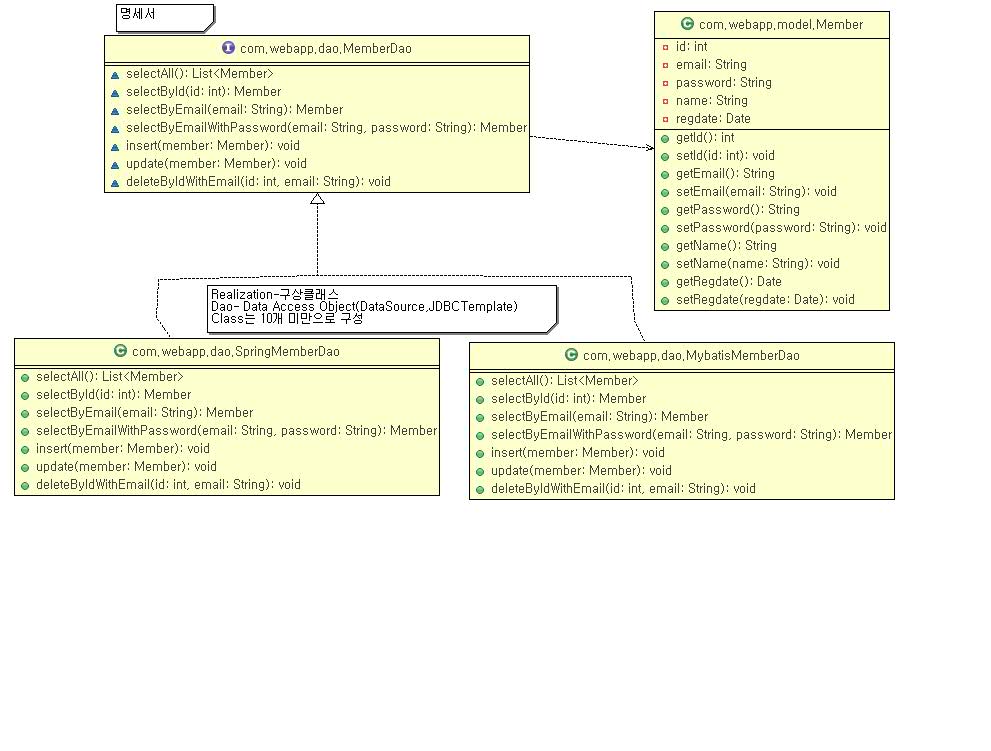 명세서
com.webapp.dao.MemberDao
selectAll(): List<Member>
selectById(id: int): Member
selectByEmail(email: String): Member
selectByEmailWithPassword(email: String, password: String): Member
insert(member: Member): void
update(member: Member): void
deleteByIdWithEmail(id: int, email: String): void
com.webapp.model.Member
id: int
email: String
password: String
name: String
regdate: Date
getId(): int
setId(id: int): void
getEmail(): String
setEmail(email: String): void
getPassword(): String
setPassword(password: String): void
getName(): String
setName(name: String): void
getRegdate(): Date
setRegdate(regdate: Date): void
Realization-구상클래스
Dao- Data Access Object(DataSource,JDBCTemplate)
Class는 10개 미만으로 구성
com.webapp.dao.SpringMemberDao
selectAll(): List<Member>
selectById(id: int): Member
selectByEmail(email: String): Member
selectByEmailWithPassword(email: String, password: String): Member
insert(member: Member): void
update(member: Member): void
deleteByIdWithEmail(id: int, email: String): void
com.webapp.dao.MybatisMemberDao
selectAll(): List<Member>
selectById(id: int): Member
selectByEmail(email: String): Member
selectByEmailWithPassword(email: String, password: String): Member
insert(member: Member): void
update(member: Member): void
deleteByIdWithEmail(id: int, email: String): void